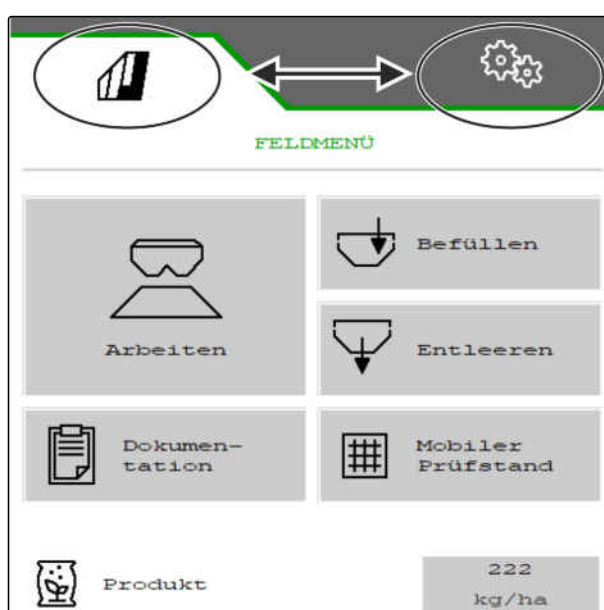 FELDMENÜ
Arbeiten
Befüllen
Entleeren
Dokumen-
tation
Mobiler
Prüfstand
Produkt
222
kg/ha